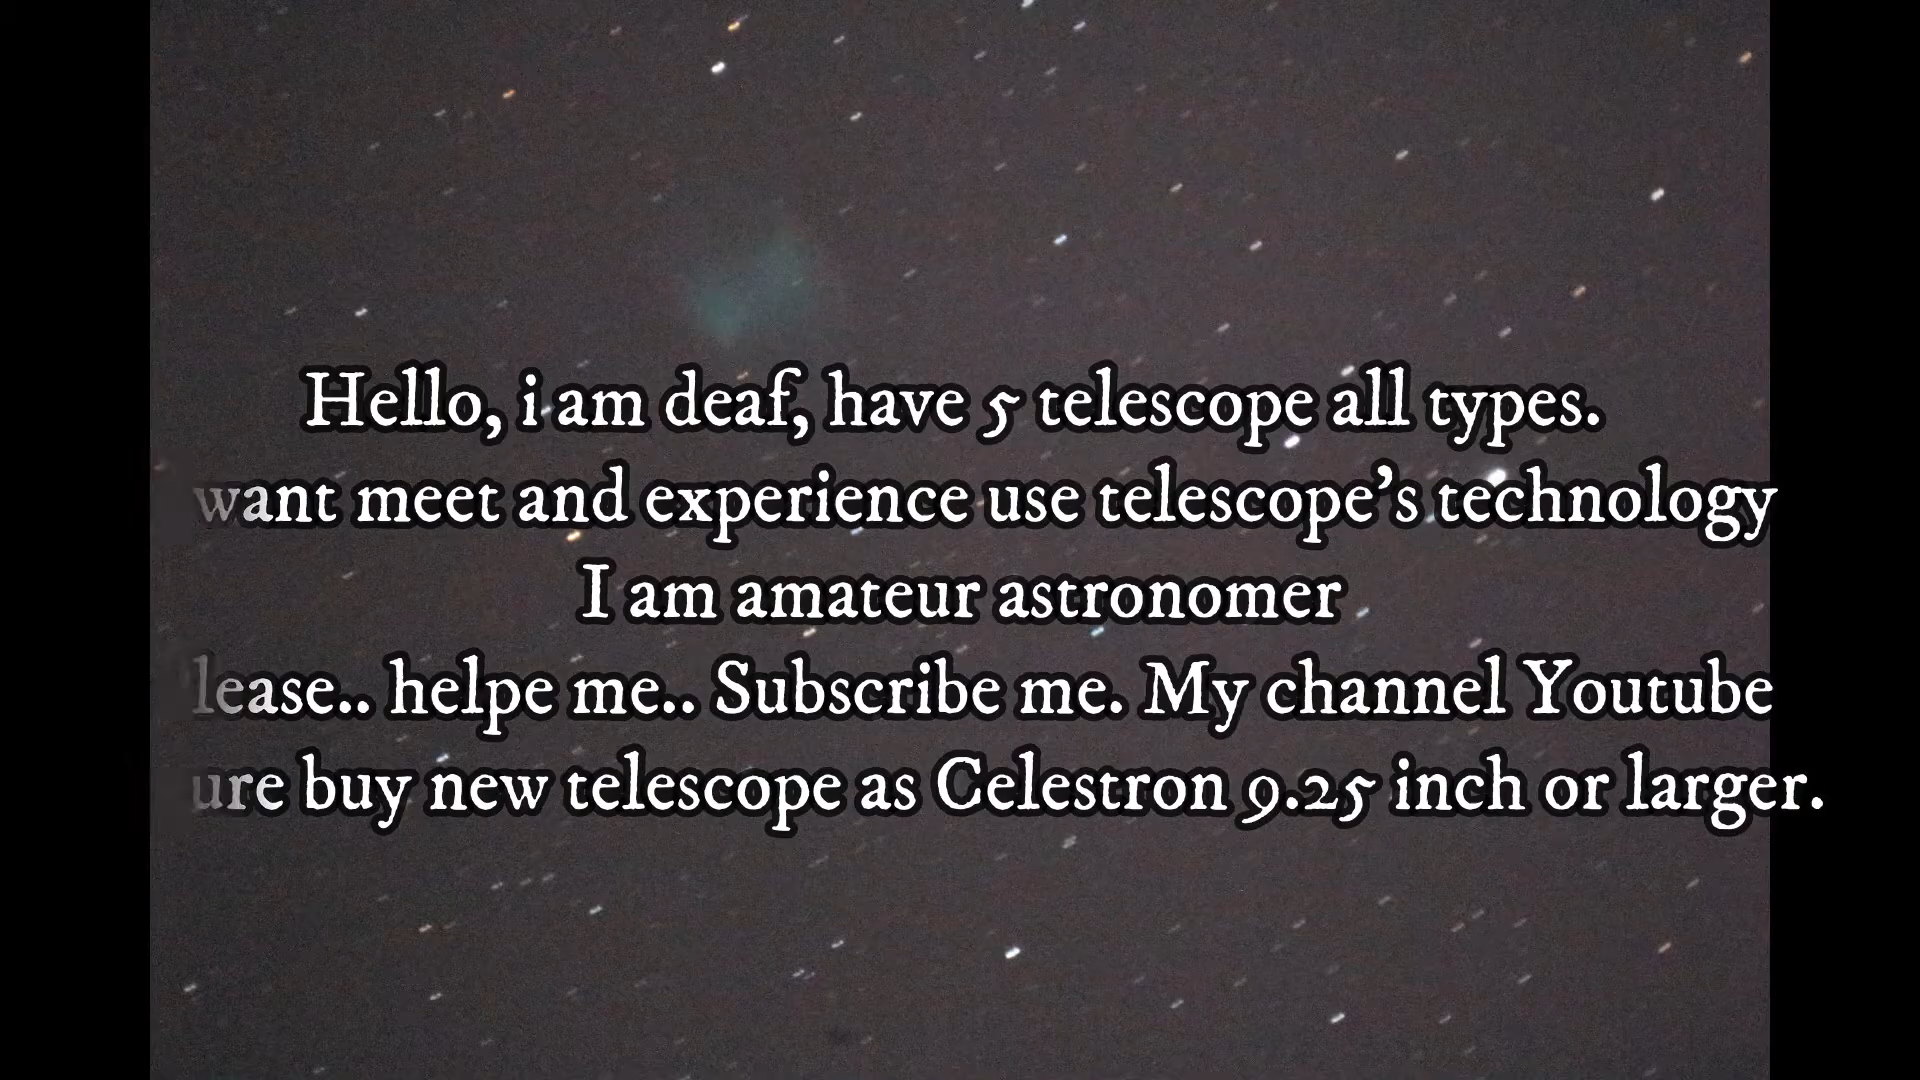 Hello, i am deaf, have 5 telescope all types.
want meet and experience use telescope's technology
I am amateur astronomer
lease.. helpe me.. Subscribe me. My channel Youtube
ure buy new telescope as Celestron 9.25 inch or larger.